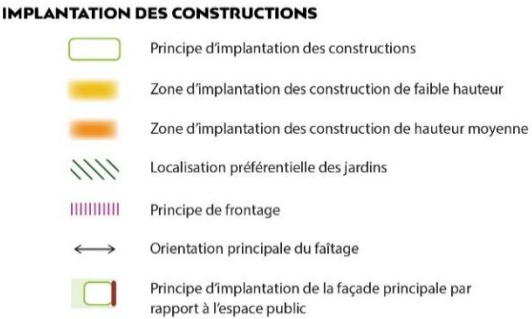 IMPLANTATION DES CONSTRUCTIONS
Principe d'implantation des constructions
Zone d'implantation des construction de faible hauteur
Zone d'implantation des construction de hauteur moyenne
Localisation préférentielle des jardins
Principe de frontage
Orientation principale du faîtage
Principe d'implantation de la façade principale par
rapport à l'espace public